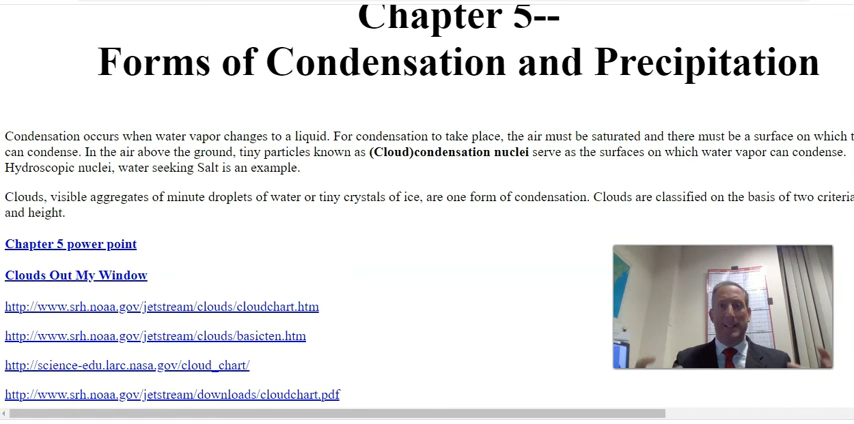 Chapter 5--
Forms of Condensation and Precipitation
Condensation occurs when water vapor changes to a liquid. For condensation to take place, the air must be saturated and there must be a surface on which
can condense. In the air above the ground, tiny particles known as (Cloud)condensation nuclei serve as the surfaces on which water vapor can condense.
Hydroscopic nuclei, water seeking Salt is an example.
Clouds, visible aggregates of minute droplets of water or tiny crystals of ice, are one form of condensation. Clouds are classified on the basis of two criteria
and height.
Chapter 5 power point
Clouds Out My Window
http://www.srh.noaa.gov/jetstream/clouds/cloudchart.htm
http://www.srh.noaa.gov/jetstream/clouds/basicten.htm
http://science-edu.larc.nasa.gov/cloud_chart/
http://www.srh.noaa.gov/jetstream/downloads/cloudchart.pdf